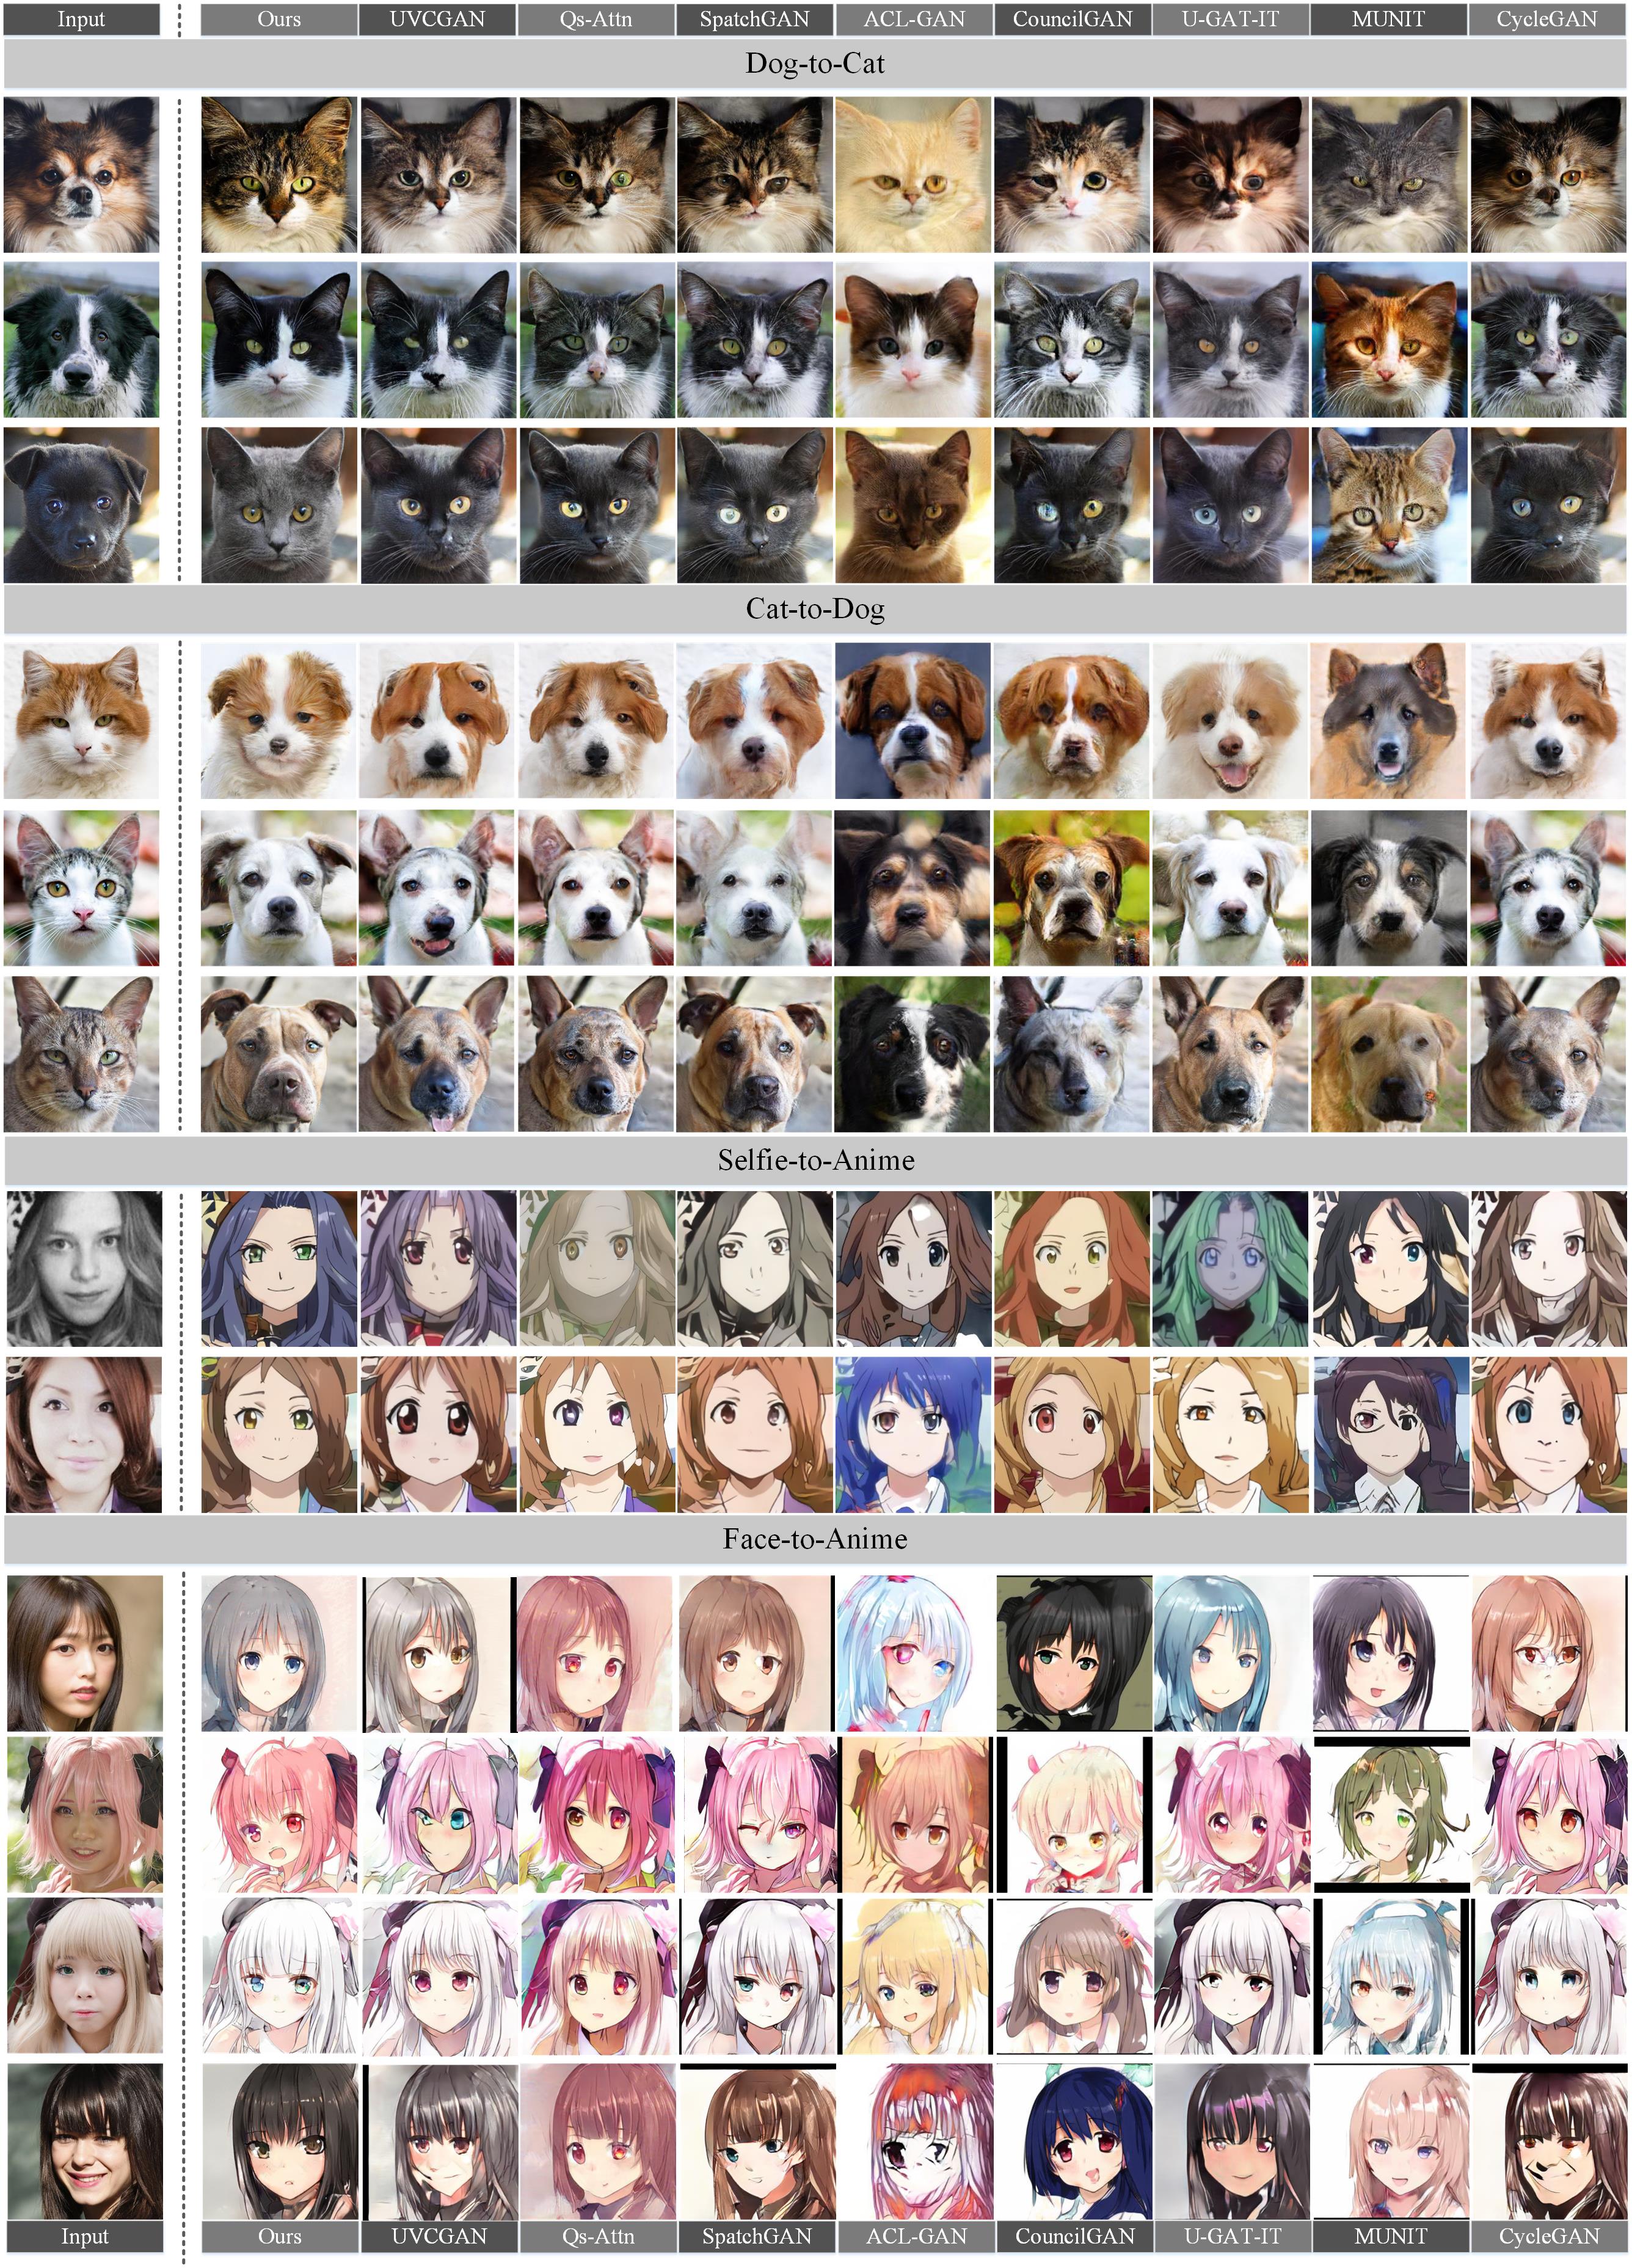 Input Ours UVCGAN Qs-Attn SpatchGAN ACL-GAN CouncilGAN U-GAT-IT MUNIT CycleGAN
Dog-to-Cat
Cat-to-Dog
Selfie-to-Anime
Face-to-Anime
Input Ours UVCGAN Qs-Attn SpatchGAN ACL-GAN CouncilGAN U-GAT-IT MUNIT CycleGAN